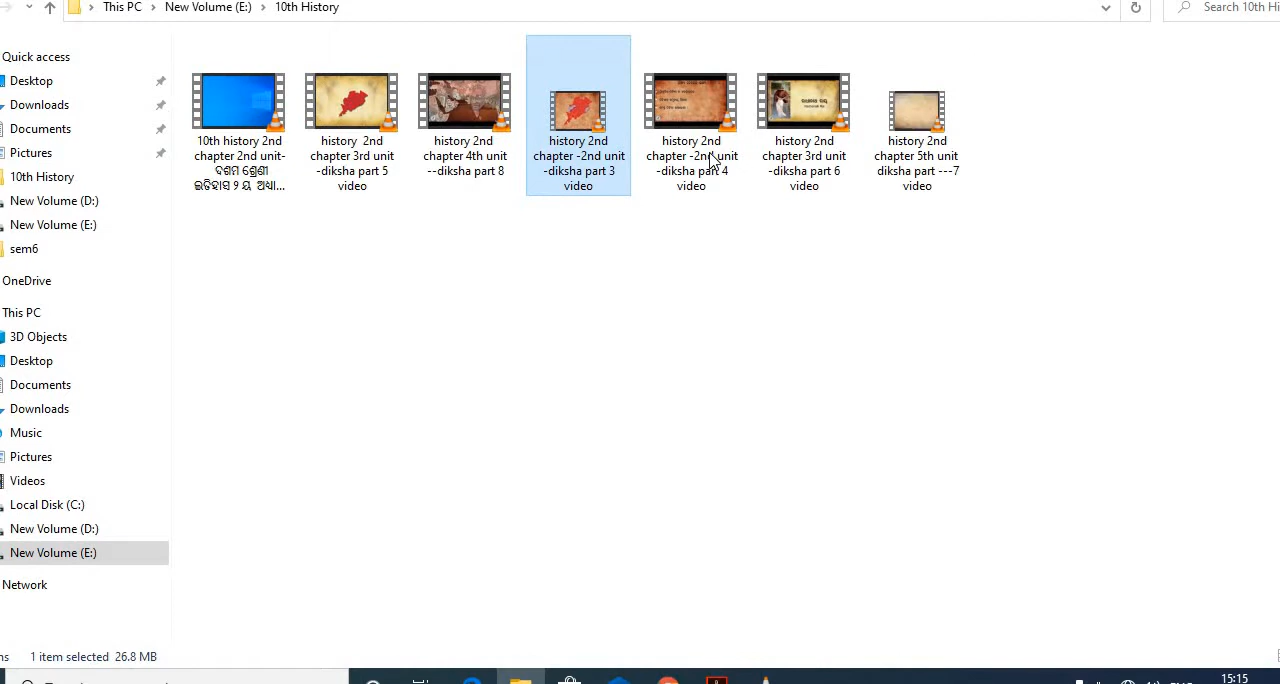 This PC > New Volume (E:) > 10th History
Search 10th Hi
Quick access
Desktop
Downloads
Documents
Pictures
10th History
New Volume (D:)
New Volume (E:)
sem6
OneDrive
This PC
3D Objects
Desktop
Documents
Downloads
Music
Pictures
Videos
Local Disk (C:)
New Volume (D:)
New Volume (E:)
Network
10th history 2nd
chapter 2nd unit-
ଦଶମ ଶ୍ରେଣୀ
ଇତିହାସ ୨ ୟ ଅଧ୍ୟା...
history 2nd
chapter 3rd unit
-diksha part 5
video
history 2nd
chapter 4th unit
--diksha part 8
history 2nd
chapter -2nd unit
-diksha part 3
video
history 2nd
chapter -2nd unit
-diksha part 4
video
history 2nd
chapter 3rd unit
-diksha part 6
video
history 2nd
chapter 5th unit
diksha part ---7
video
1 item selected 26.8 MB
15:15